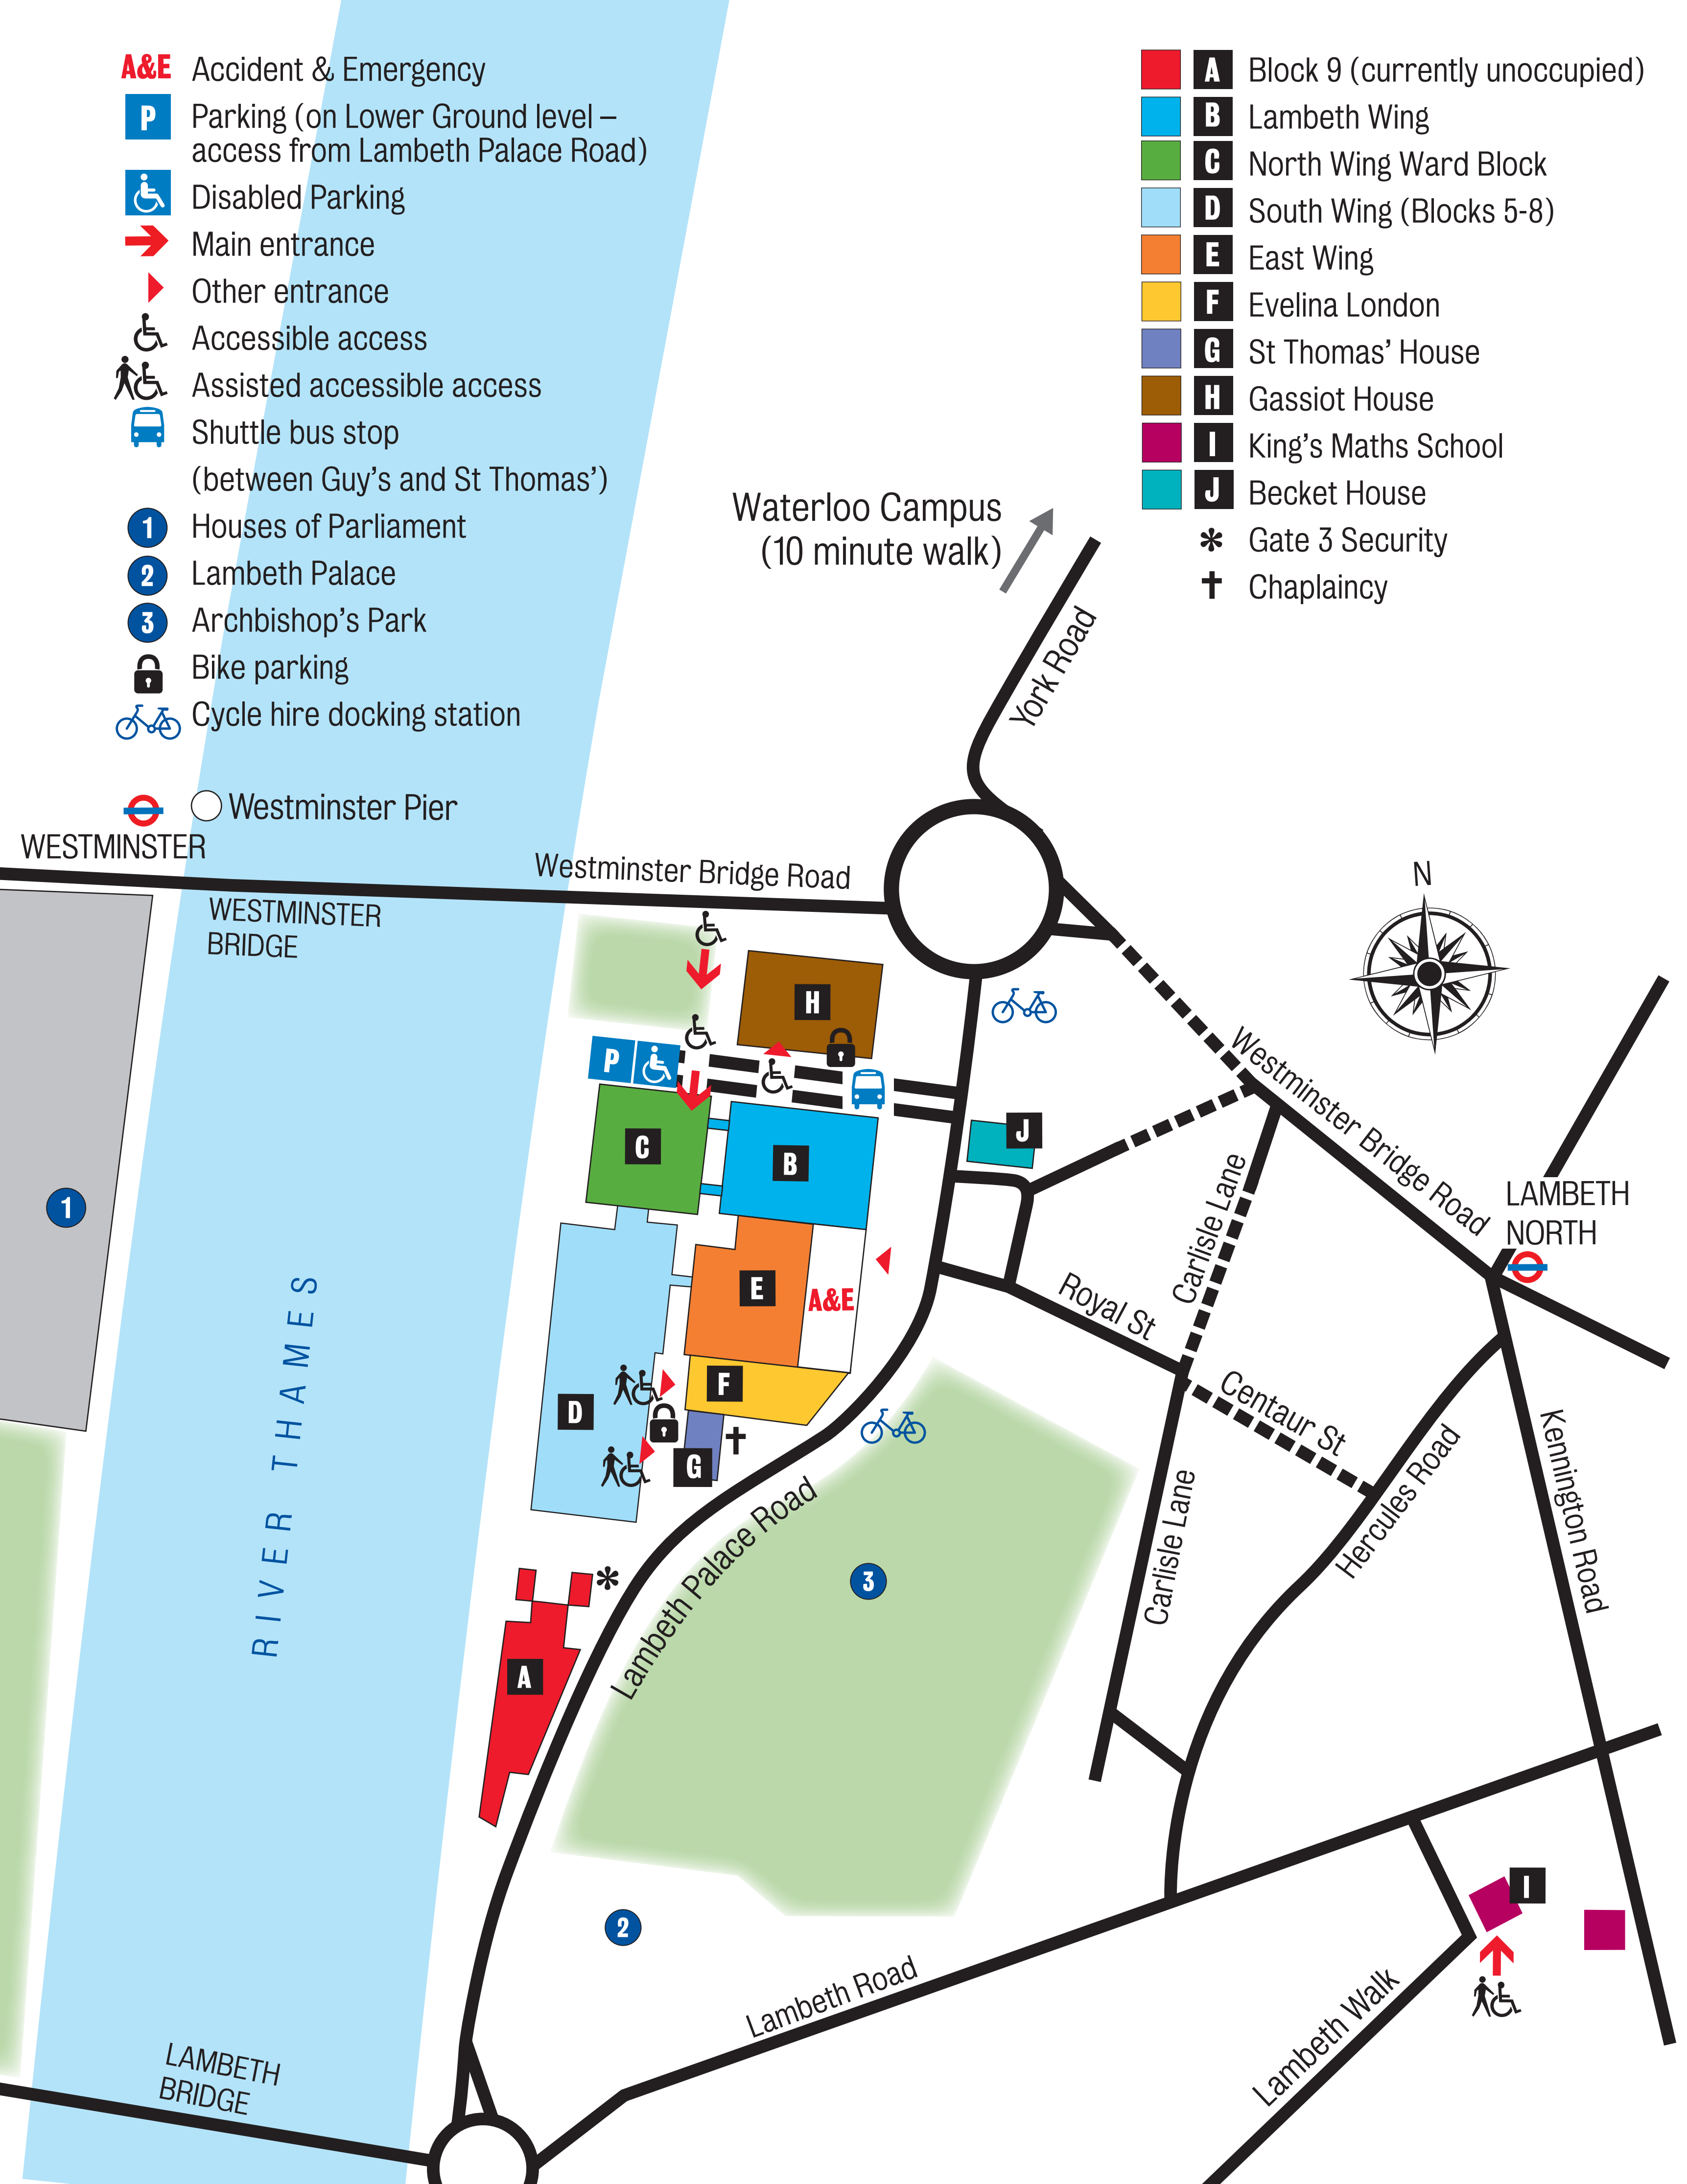 A&E Accident & Emergency
P Parking (on Lower Ground level –
access from Lambeth Palace Road)
Disabled Parking
Main entrance
Other entrance
Accessible access
Assisted accessible access
Shuttle bus stop
(between Guy's and St Thomas')
1 Houses of Parliament
2 Lambeth Palace
3 Archbishop's Park
Bike parking
Cycle hire docking station
Westminster Pier
WESTMINSTER
A Block 9 (currently unoccupied)
B Lambeth Wing
C North Wing Ward Block
D South Wing (Blocks 5-8)
E East Wing
F Evelina London
G St Thomas' House
H Gassiot House
I King's Maths School
J Becket House
* Gate 3 Security
✝ Chaplaincy
Waterloo Campus
(10 minute walk)
York Road
Westminster Bridge Road
WESTMINSTER
BRIDGE
N
H
P
C
B
J
1
E
A&E
D
F
G
✝
*
A
3
2
I
RIVER THAMES
Westminster Bridge Road
LAMBETH
NORTH
Carlisle Lane
Royal St
Centaur St
Carlisle Lane
Hercules Road
Kennington Road
Lambeth Palace Road
Lambeth Road
Lambeth Walk
LAMBETH
BRIDGE